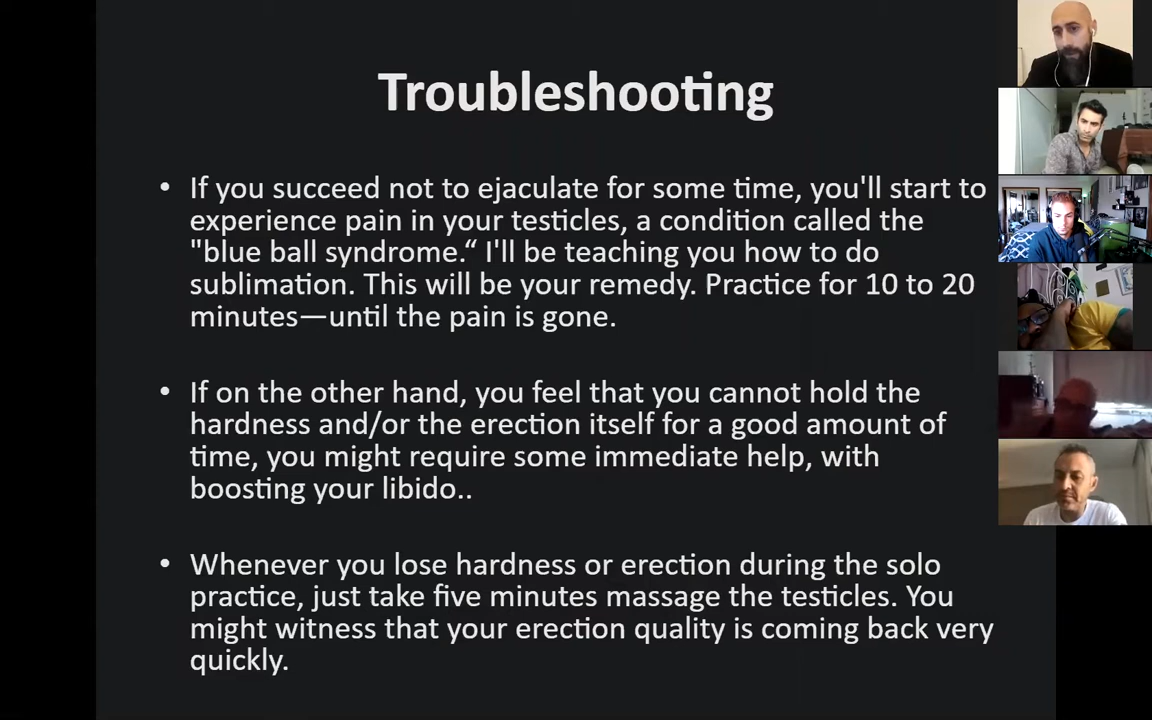 Troubleshooting
• If you succeed not to ejaculate for some time, you'll start to
experience pain in your testicles, a condition called the
"blue ball syndrome.“ I'll be teaching you how to do
sublimation. This will be your remedy. Practice for 10 to 20
minutes—until the pain is gone.
• If on the other hand, you feel that you cannot hold the
hardness and/or the erection itself for a good amount of
time, you might require some immediate help, with
boosting your libido..
• Whenever you lose hardness or erection during the solo
practice, just take five minutes massage the testicles. You
might witness that your erection quality is coming back very
quickly.